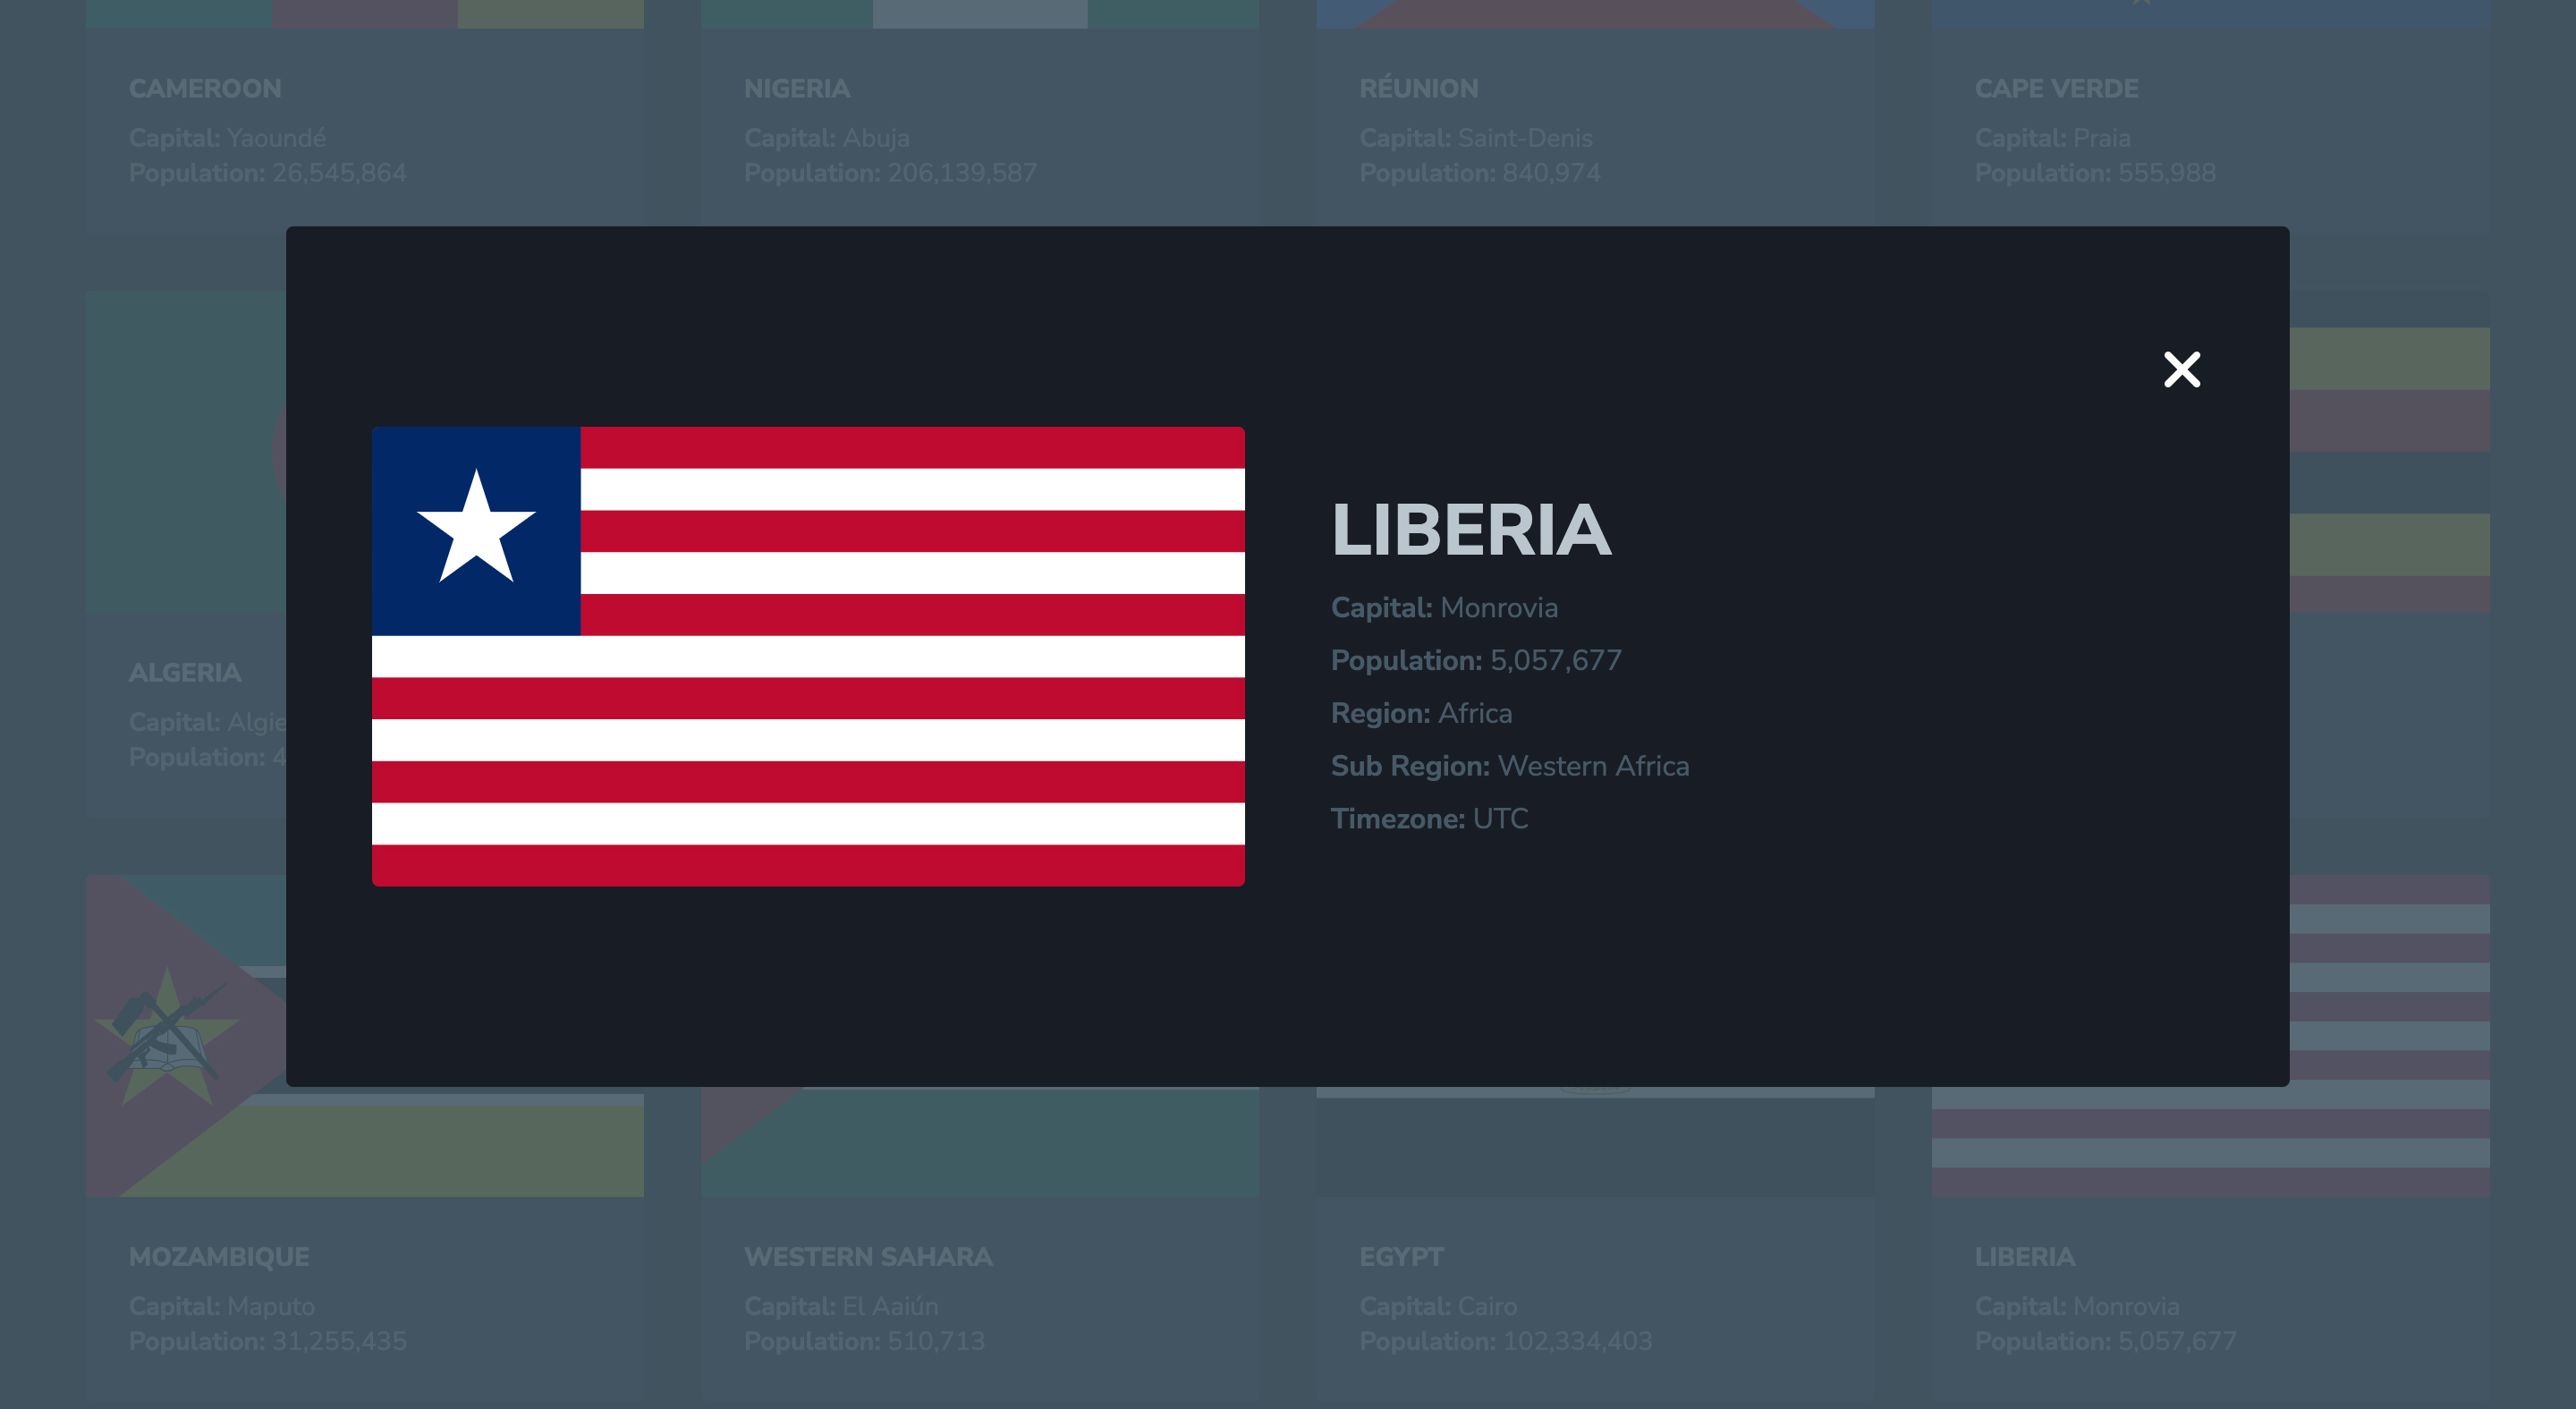 CAMEROON
Capital: Yaoundé
Population: 26,545,864
NIGERIA
Capital: Abuja
Population: 206,139,587
RÉUNION
Capital: Saint-Denis
Population: 840,974
CAPE VERDE
Capital: Praia
Population: 555,988
LIBERIA
Capital: Monrovia
Population: 5,057,677
Region: Africa
Sub Region: Western Africa
Timezone: UTC
ALGERIA
Capital: Algie
Population: 4
MOZAMBIQUE
Capital: Maputo
Population: 31,255,435
WESTERN SAHARA
Capital: El Aaiún
Population: 510,713
EGYPT
Capital: Cairo
Population: 102,334,403
LIBERIA
Capital: Monrovia
Population: 5,057,677